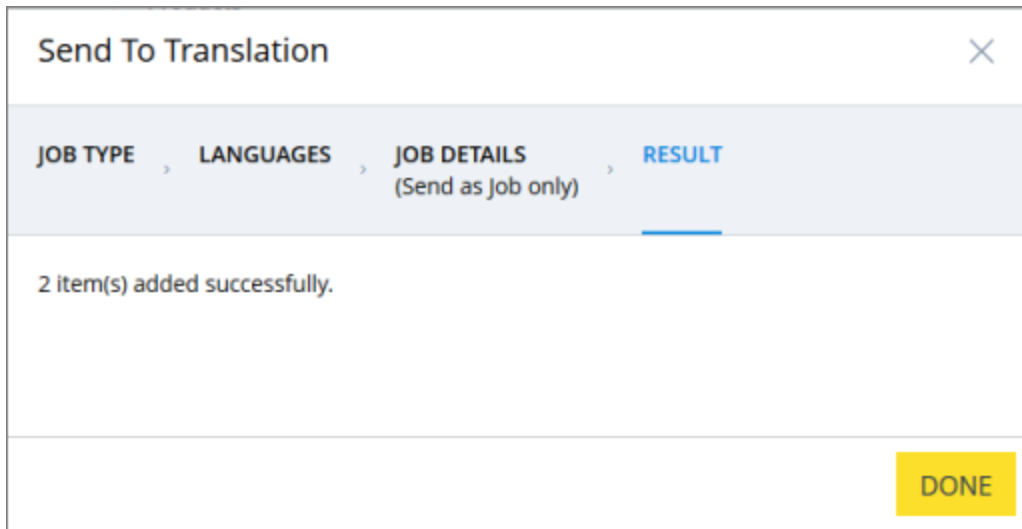 Send To Translation
JOB TYPE › LANGUAGES › JOB DETAILS › RESULT
(Send as Job only)
2 item(s) added successfully.
DONE